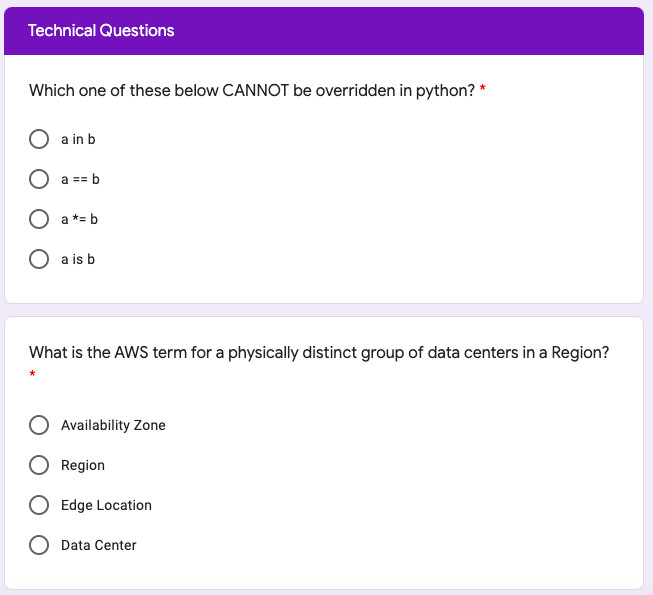 Technical Questions
Which one of these below CANNOT be overridden in python? *
a in b
a == b
a *= b
a is b
What is the AWS term for a physically distinct group of data centers in a Region?
*
Availability Zone
Region
Edge Location
Data Center